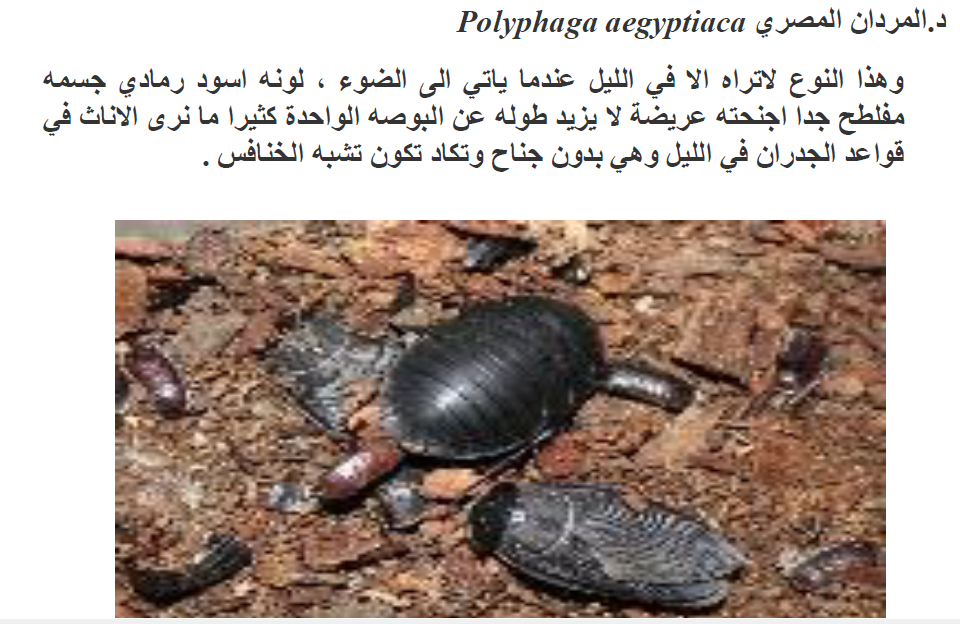 د.المردان المصري Polyphaga aegyptiaca
وهذا النوع لاتراه الا في الليل عندما ياتي الى الضوء ، لونه اسود رمادي جسمه
مفلطح جدا اجنحته عريضة لا يزيد طوله عن البوصه الواحدة كثيرا ما نرى الاناث في
قواعد الجدران في الليل وهي بدون جناح وتكاد تكون تشبه الخنافس .